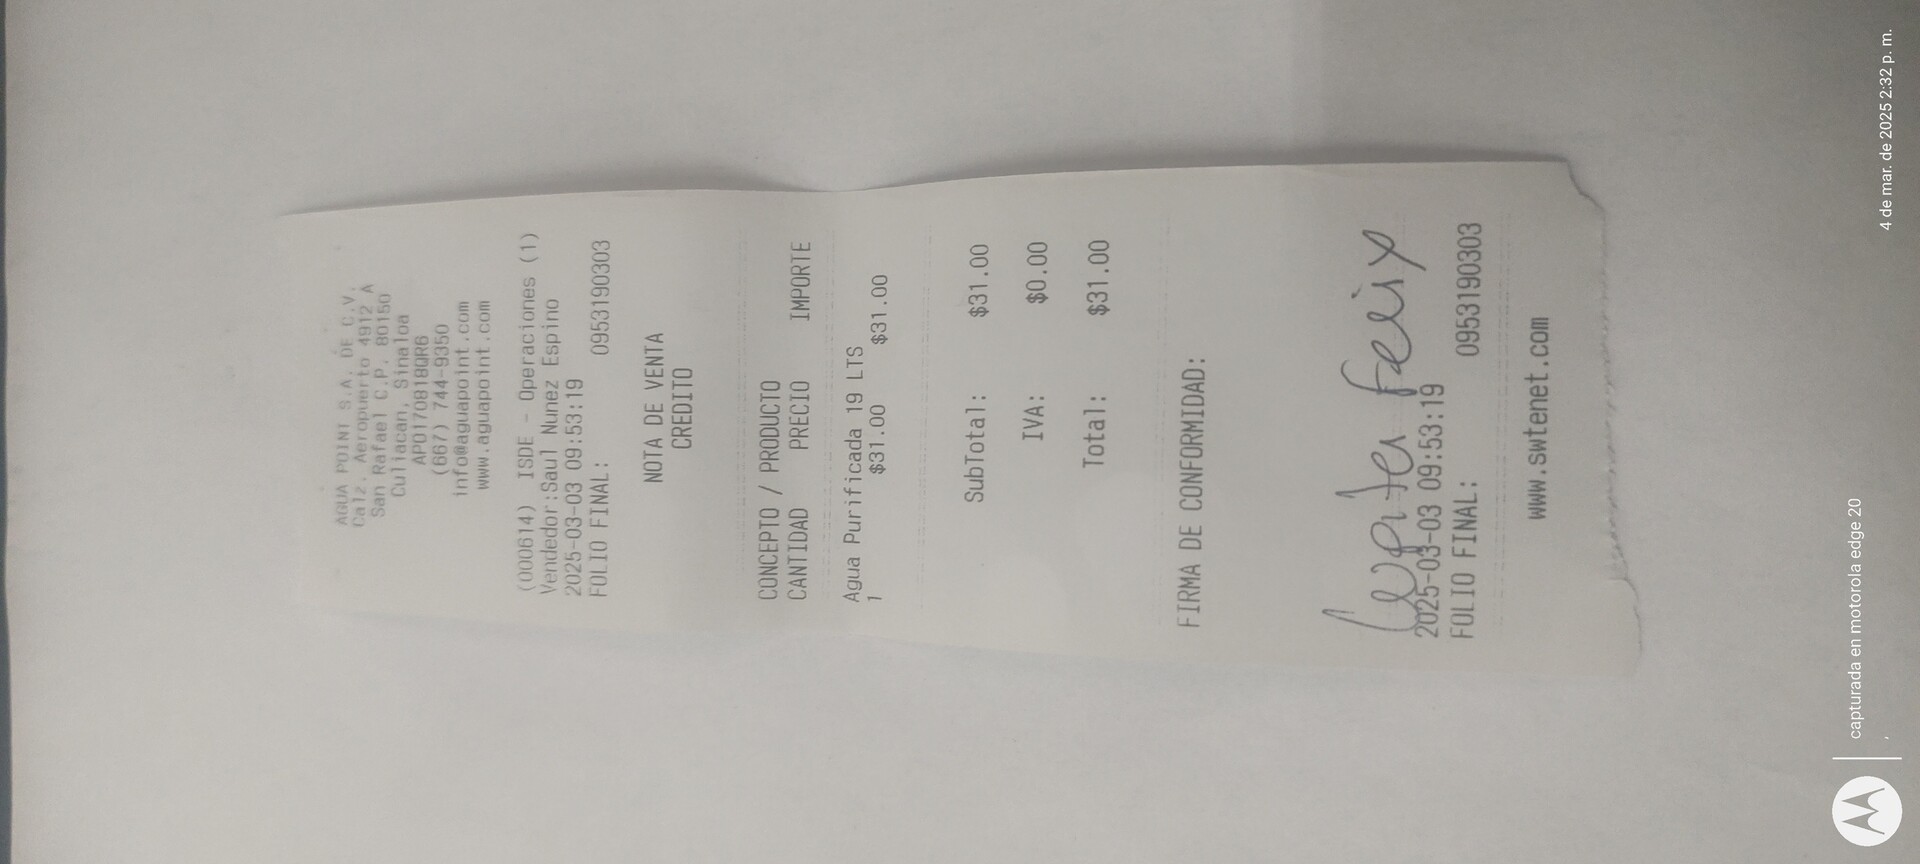 AGUA POINT S.A. DE C.V.
Calz. Aeropuerto 4912 A
San Rafael C.P. 80150
Culiacan, Sinaloa
APO170818QR6
(667) 744-9350
info@aguapoint.com
www.aguapoint.com
(000614) ISDE - Operaciones (1)
Vendedor:Saul Nunez Espino
2025-03-03 09:53:19
FOLIO FINAL: 0953190303
NOTA DE VENTA
CREDITO
CONCEPTO / PRODUCTO
CANTIDAD PRECIO IMPORTE
Agua Purificada 19 LTS
1 $31.00 $31.00
SubTotal: $31.00
IVA: $0.00
Total: $31.00
FIRMA DE CONFORMIDAD:
Felix
2025-03-03 09:53:19
FOLIO FINAL: 0953190303
www.swtenet.com
capturada en motorola edge 20
4 de mar. de 2025 2:32 p. m.